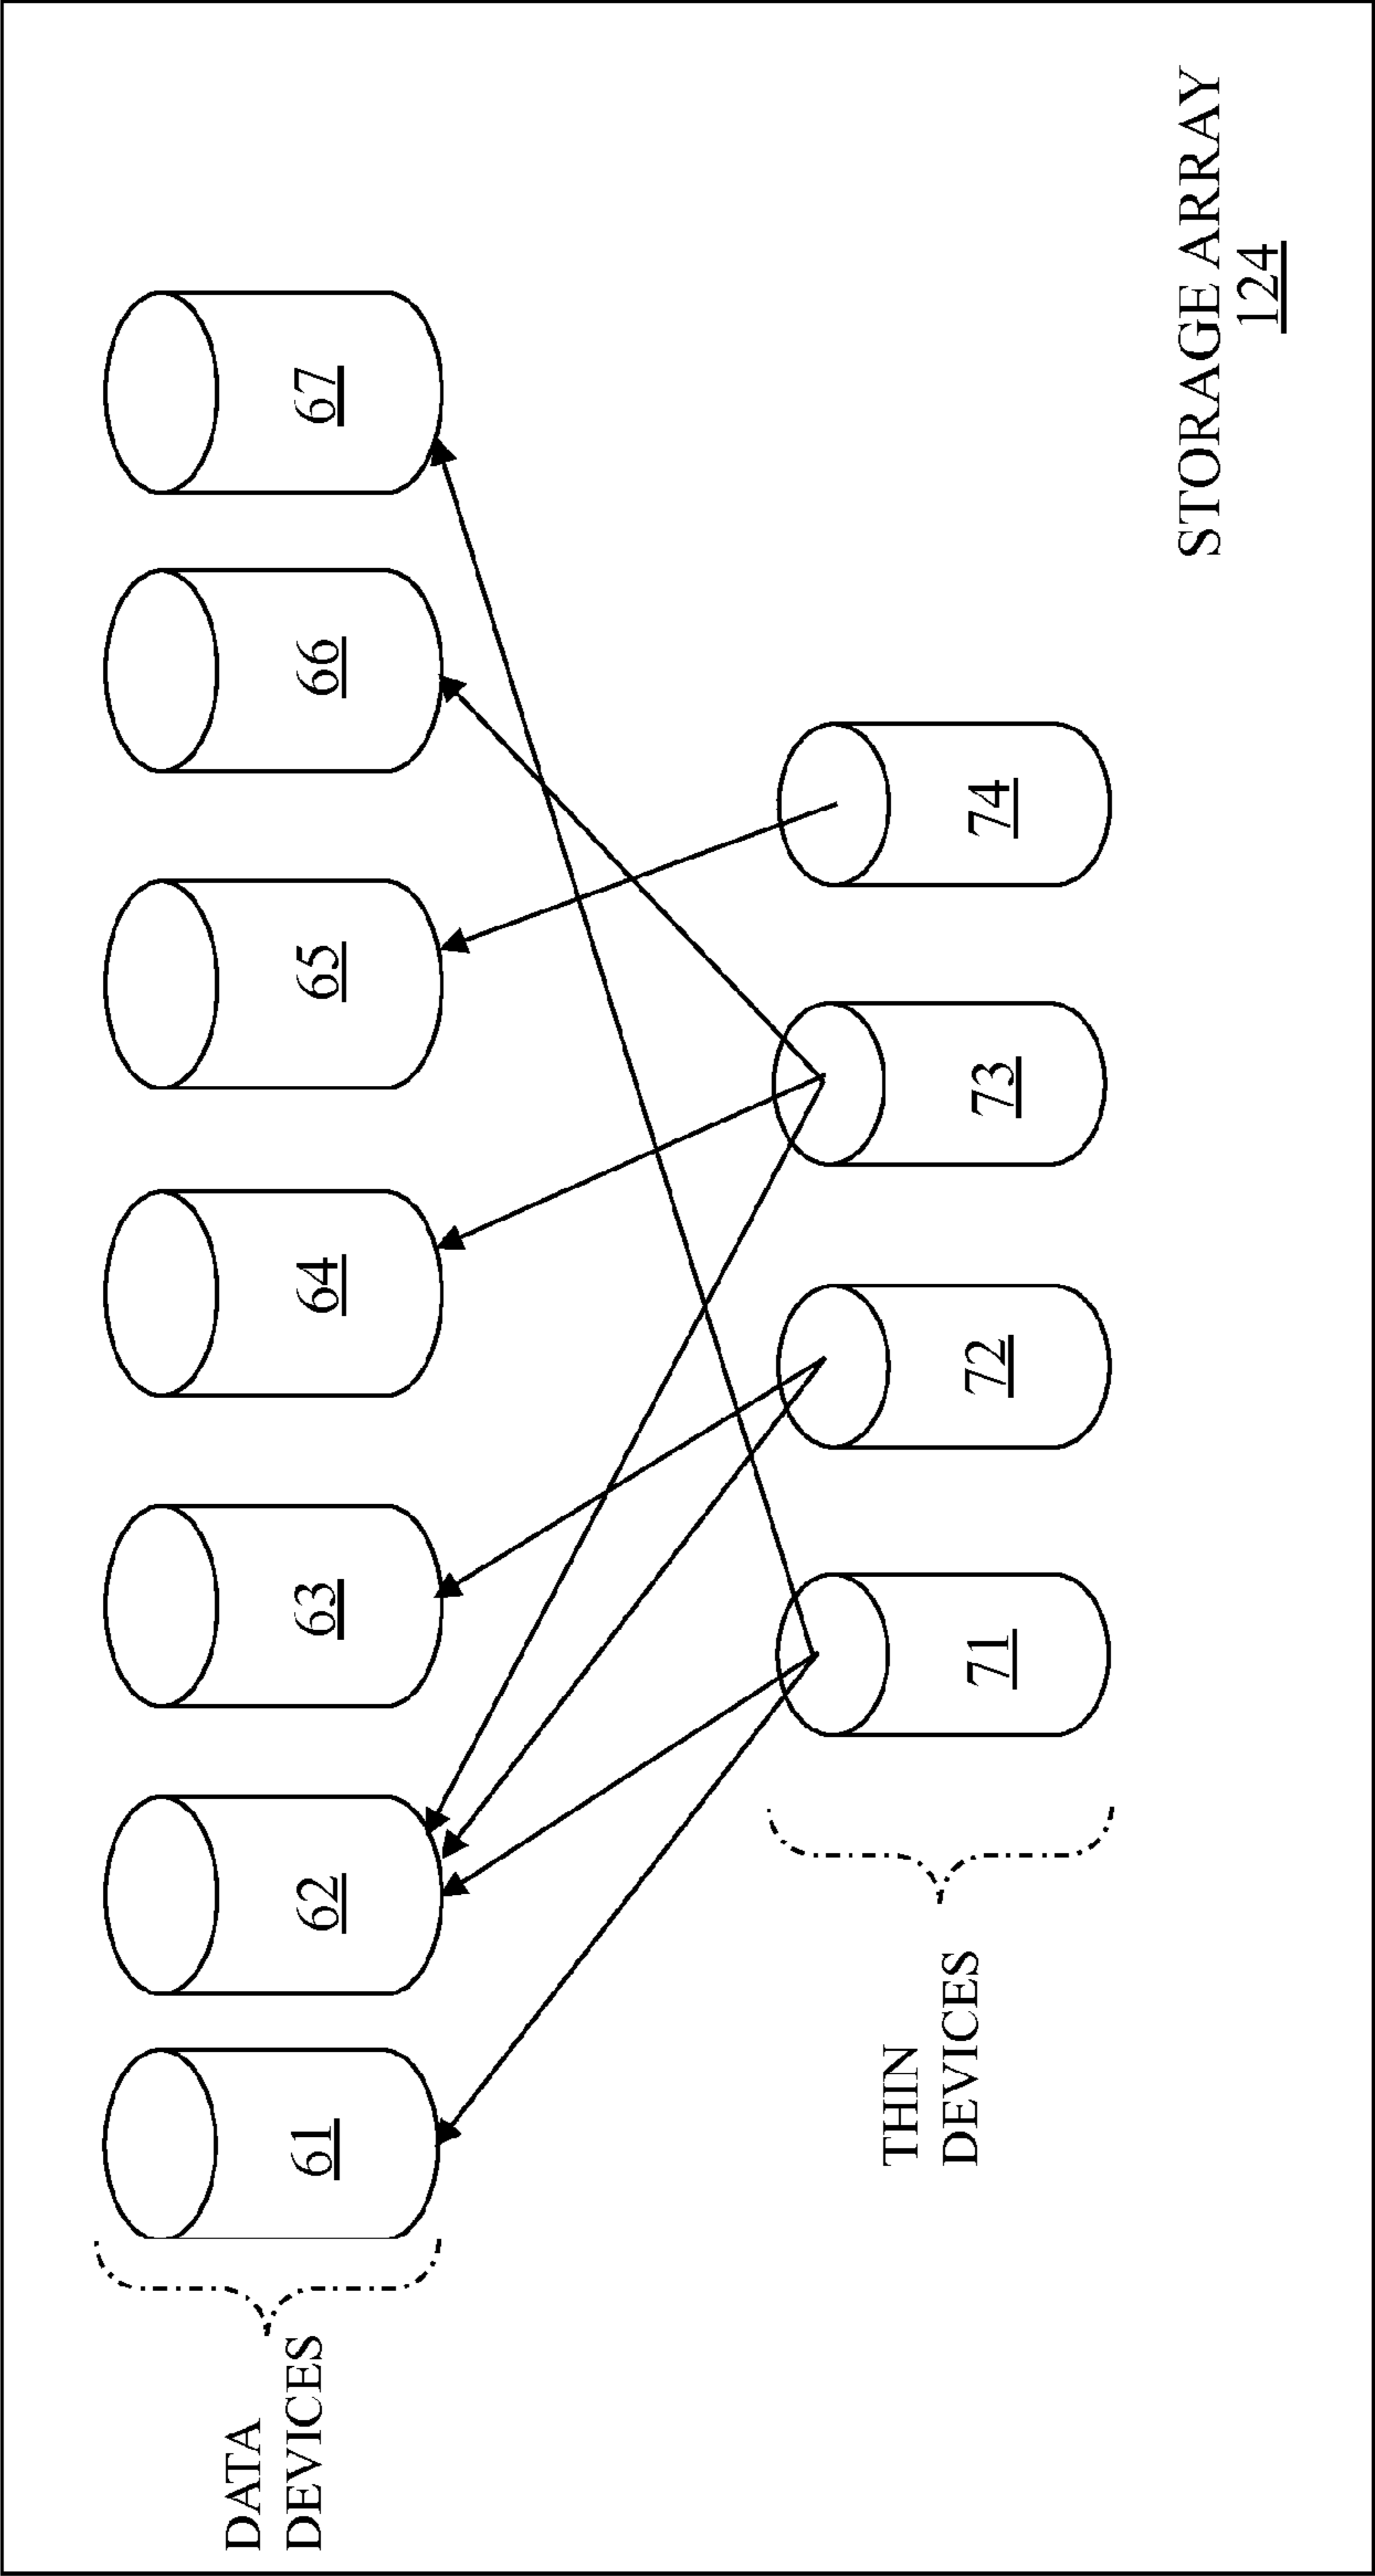 DATA
DEVICES
61
62
63
64
65
66
67
THIN
DEVICES
71
72
73
74
STORAGE ARRAY
124